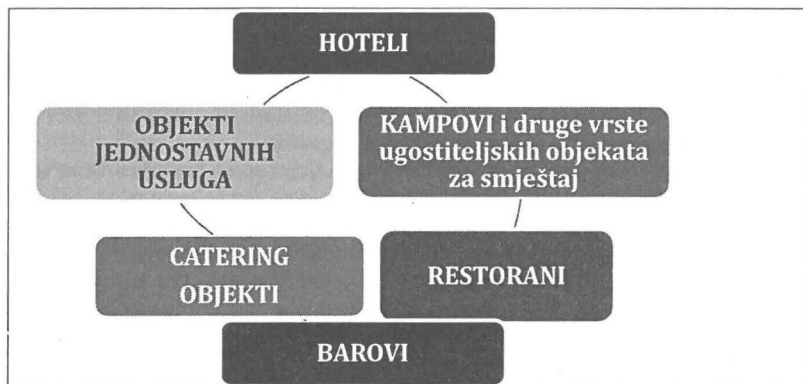 HOTELI
OBJEKTI
JEDNOSTAVNIH
USLUGA
KAMPOVI i druge vrste
ugostiteljskih objekata
za smještaj
CATERING
OBJEKTI
RESTORANI
BAROVI